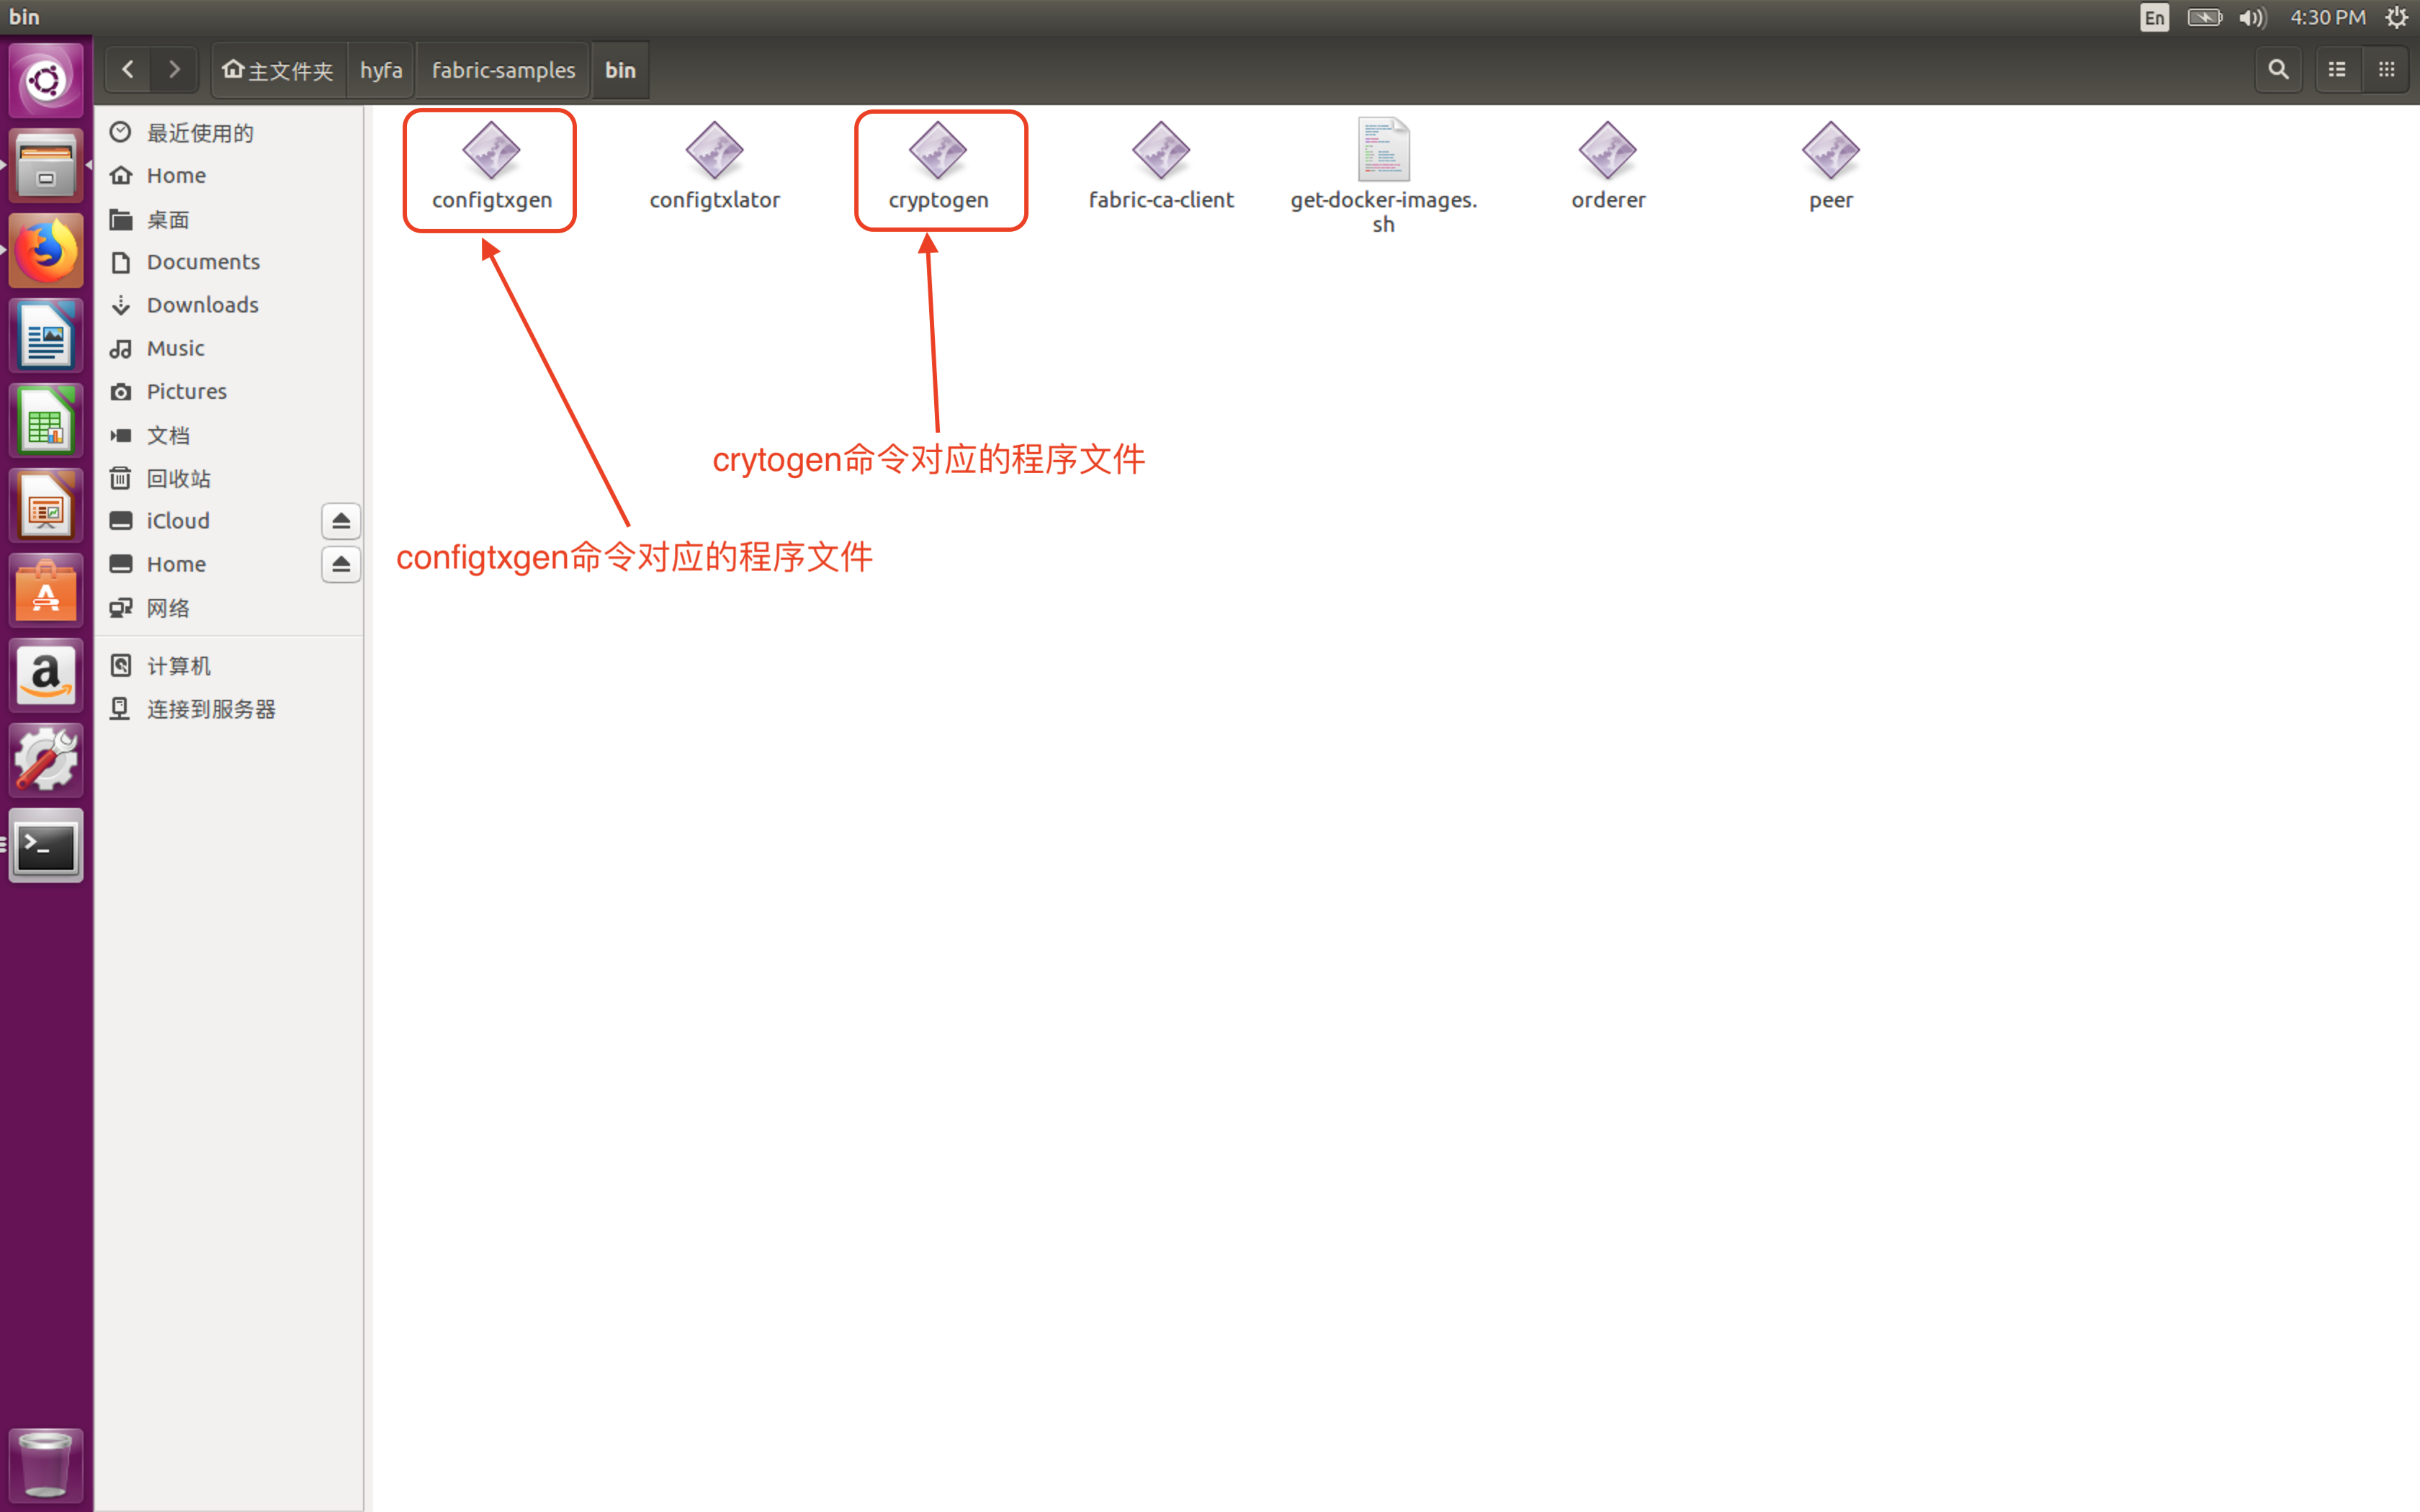 bin
En
4:30 PM
主文件夹
hyfa
fabric-samples
bin
最近使用的
Home
桌面
Documents
Downloads
Music
Pictures
文档
回收站
iCloud
Home
网络
计算机
连接到服务器
configtxgen
configtxlator
cryptogen
fabric-ca-client
get-docker-images.
sh
orderer
peer
crytogen命令对应的程序文件
configtxgen命令对应的程序文件